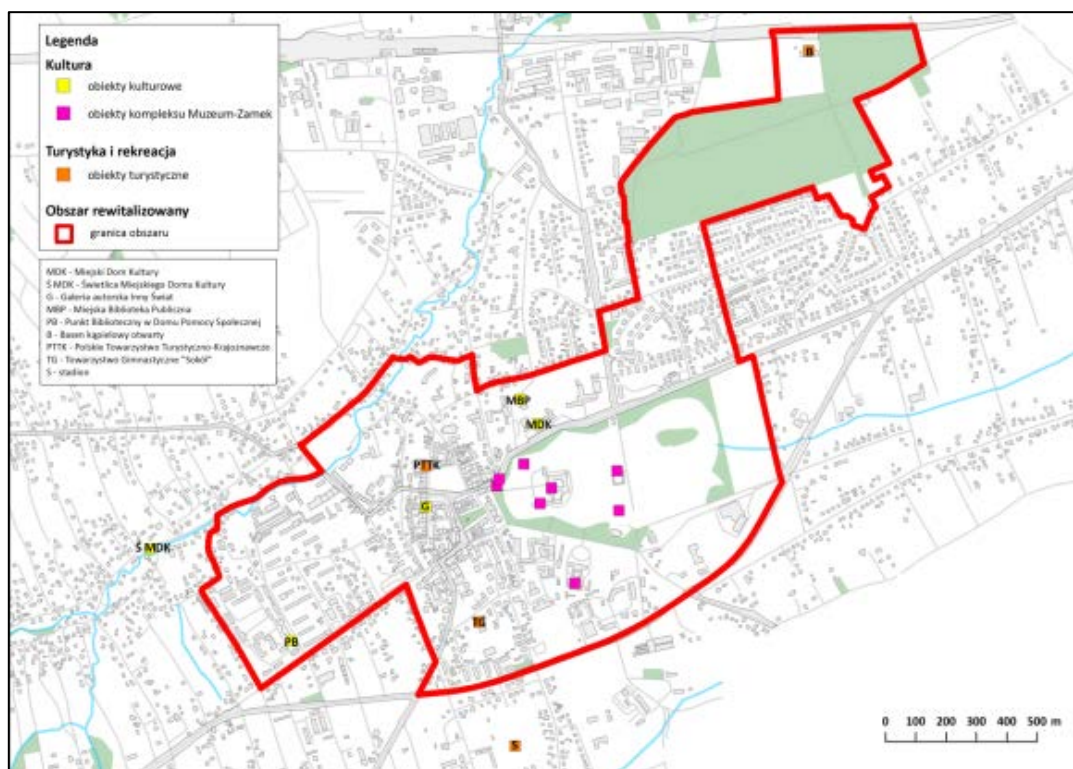 Legenda
Kultura
obiekty kulturowe
obiekty kompleksu Muzeum-Zamek
Turystyka i rekreacja
obiekty turystyczne
Obszar rewitalizowany
granica obszaru
MDK - Miejski Dom Kultury
Ś MDK - Świetlica Miejskiego Domu Kultury
G - Galeria autorska Inny Świat
MBP - Miejska Biblioteka Publiczna
PB - Punkt Biblioteczny w Domu Pomocy Społecznej
B - Basen kąpielowy otwarty
PTTK - Polskie Towarzystwo Turystyczno-Krajoznawcze
TG - Towarzystwo Gimnastyczne "Sokół"
S - stadion
B
MBP
MDK
PTTK
G
Ś MDK
TG
PB
S
0 100 200 300 400 500 m